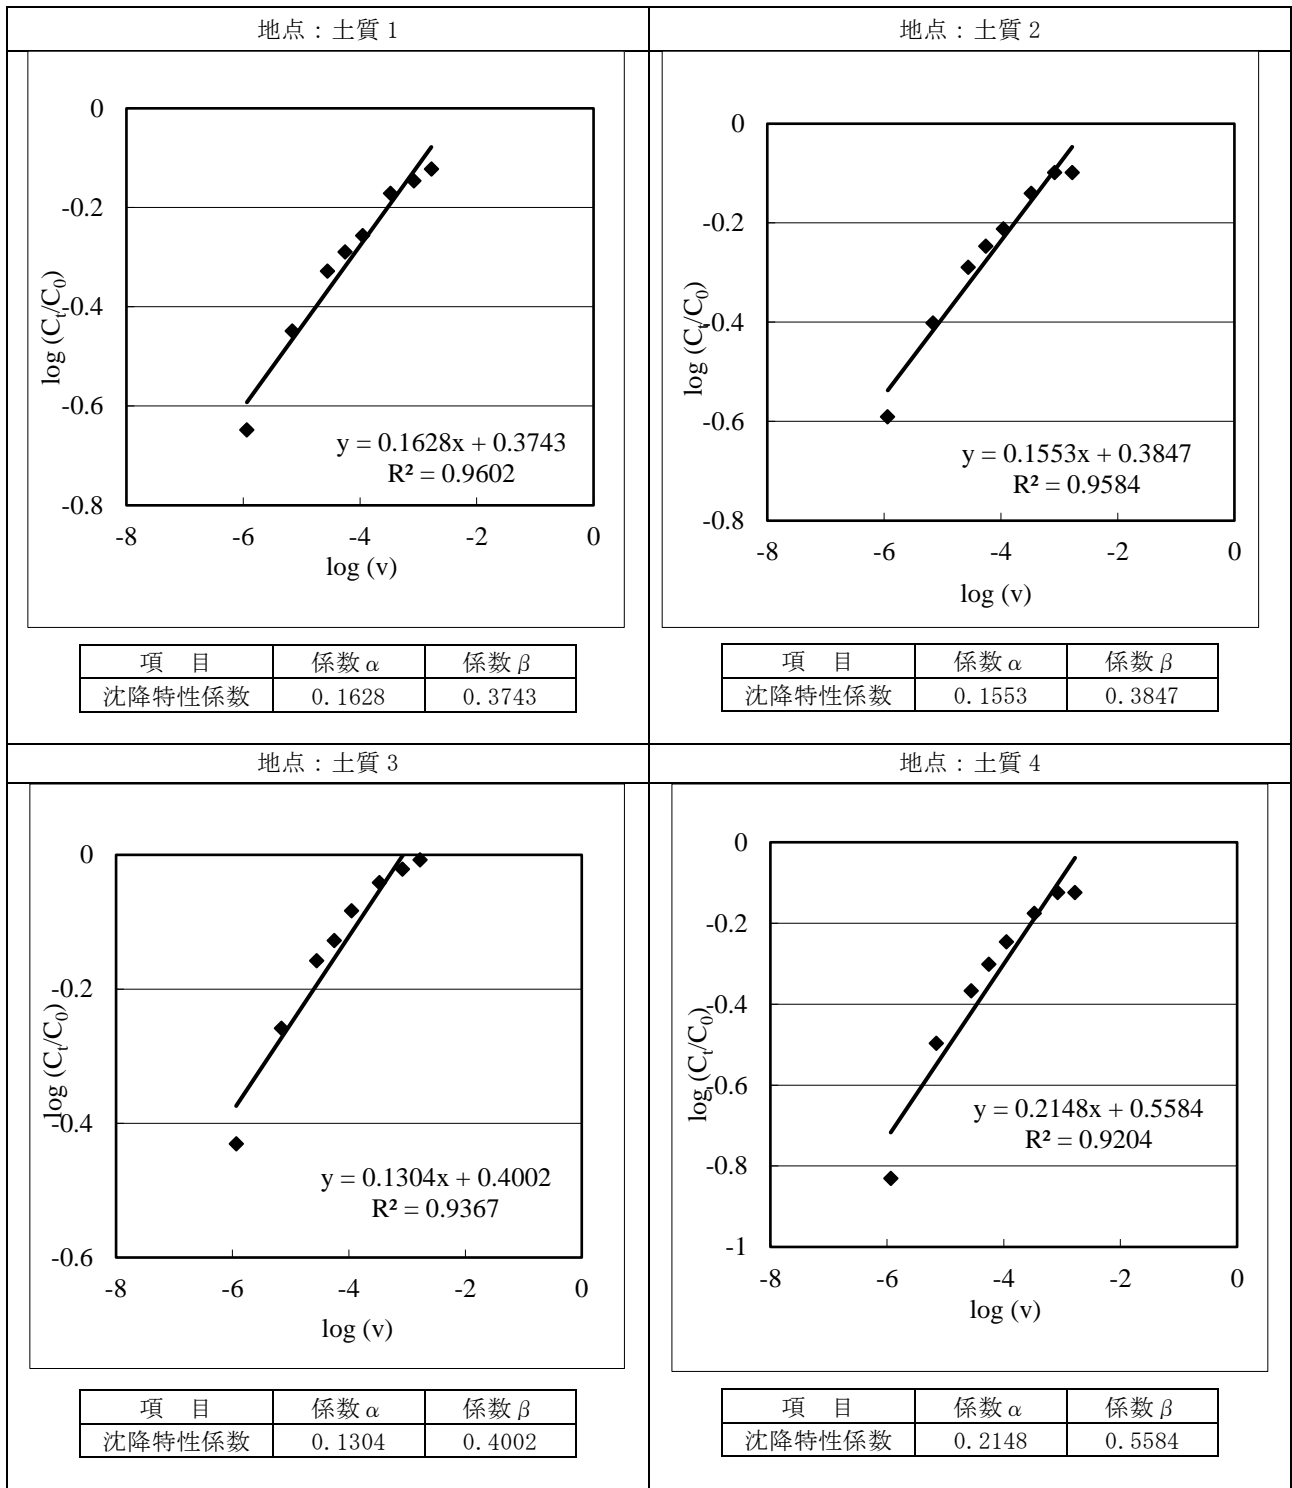 地点：土質 1
0
-0.2
-0.4
-0.6
-0.8
log (Ct/C0)
y = 0.1628x + 0.3743
R² = 0.9602
-8 -6 -4 -2 0
log (v)
項 目 係数 α 係数 β
沈降特性係数 0.1628 0.3743
地点：土質 2
0
-0.2
-0.4
-0.6
-0.8
log (Ct/C0)
y = 0.1553x + 0.3847
R² = 0.9584
-8 -6 -4 -2 0
log (v)
項 目 係数 α 係数 β
沈降特性係数 0.1553 0.3847
地点：土質 3
0
-0.2
-0.4
-0.6
log (Ct/C0)
y = 0.1304x + 0.4002
R² = 0.9367
-8 -6 -4 -2 0
log (v)
項 目 係数 α 係数 β
沈降特性係数 0.1304 0.4002
地点：土質 4
0
-0.2
-0.4
-0.6
-0.8
-1
log (Ct/C0)
y = 0.2148x + 0.5584
R² = 0.9204
-8 -6 -4 -2 0
log (v)
項 目 係数 α 係数 β
沈降特性係数 0.2148 0.5584